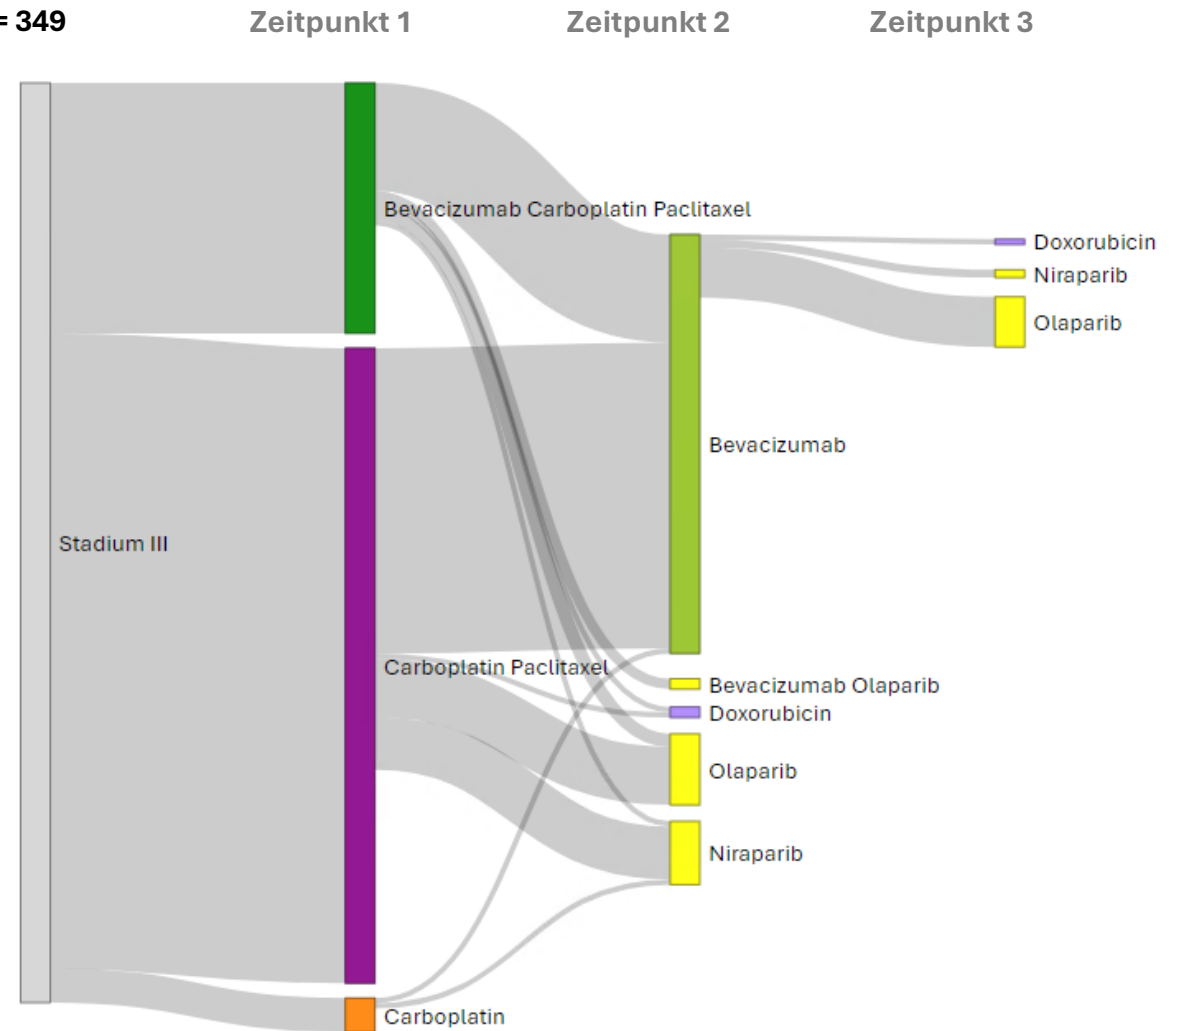 = 349 Zeitpunkt 1 Zeitpunkt 2 Zeitpunkt 3
Bevacizumab Carboplatin Paclitaxel
Doxorubicin
Niraparib
Olaparib
Bevacizumab
Stadium III
Carboplatin Paclitaxel
Bevacizumab Olaparib
Doxorubicin
Olaparib
Niraparib
Carboplatin